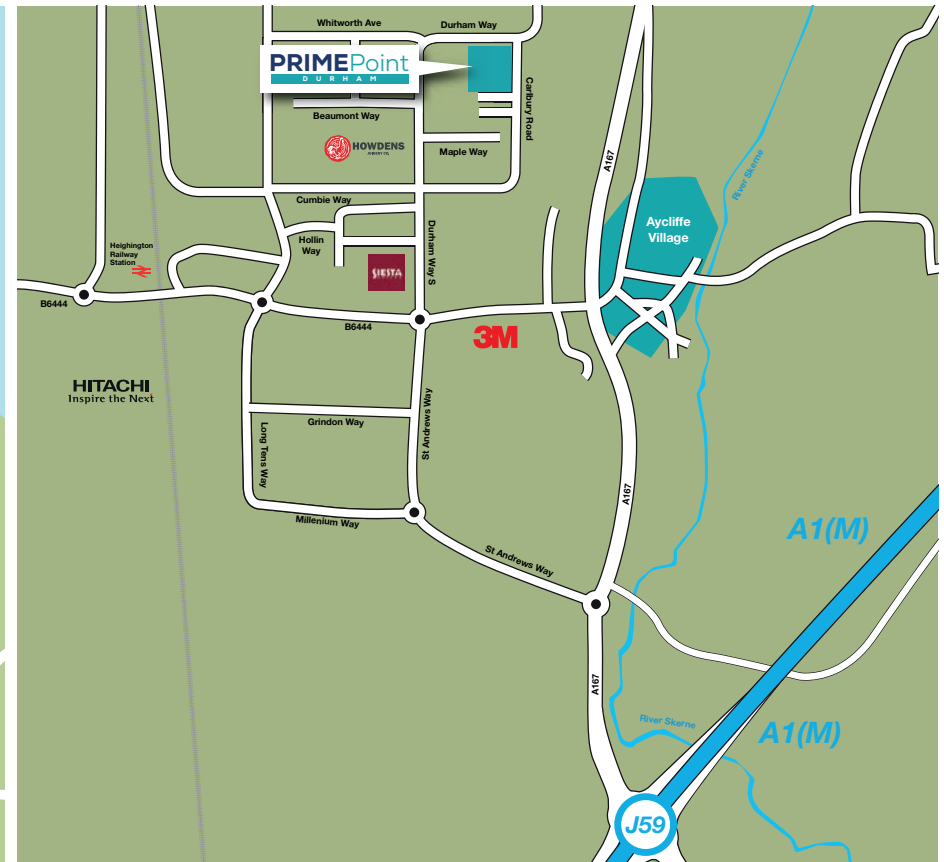 Whitworth Ave
Durham Way
PRIMEPoint
DURHAM
Carlbury Road
Beaumont Way
HOWDENS
JOINERY CO.
Maple Way
A167
River Skerne
Cumbie Way
Aycliffe
Village
Durham Way S
Hollin
Way
Heighington
Railway
Station
SIESTA
B6444
B6444
3M
HITACHI
Inspire the Next
Grindon Way
St Andrews Way
Long Tens Way
A167
Millenium Way
A1(M)
St Andrews Way
A167
River Skerne
A1(M)
J59